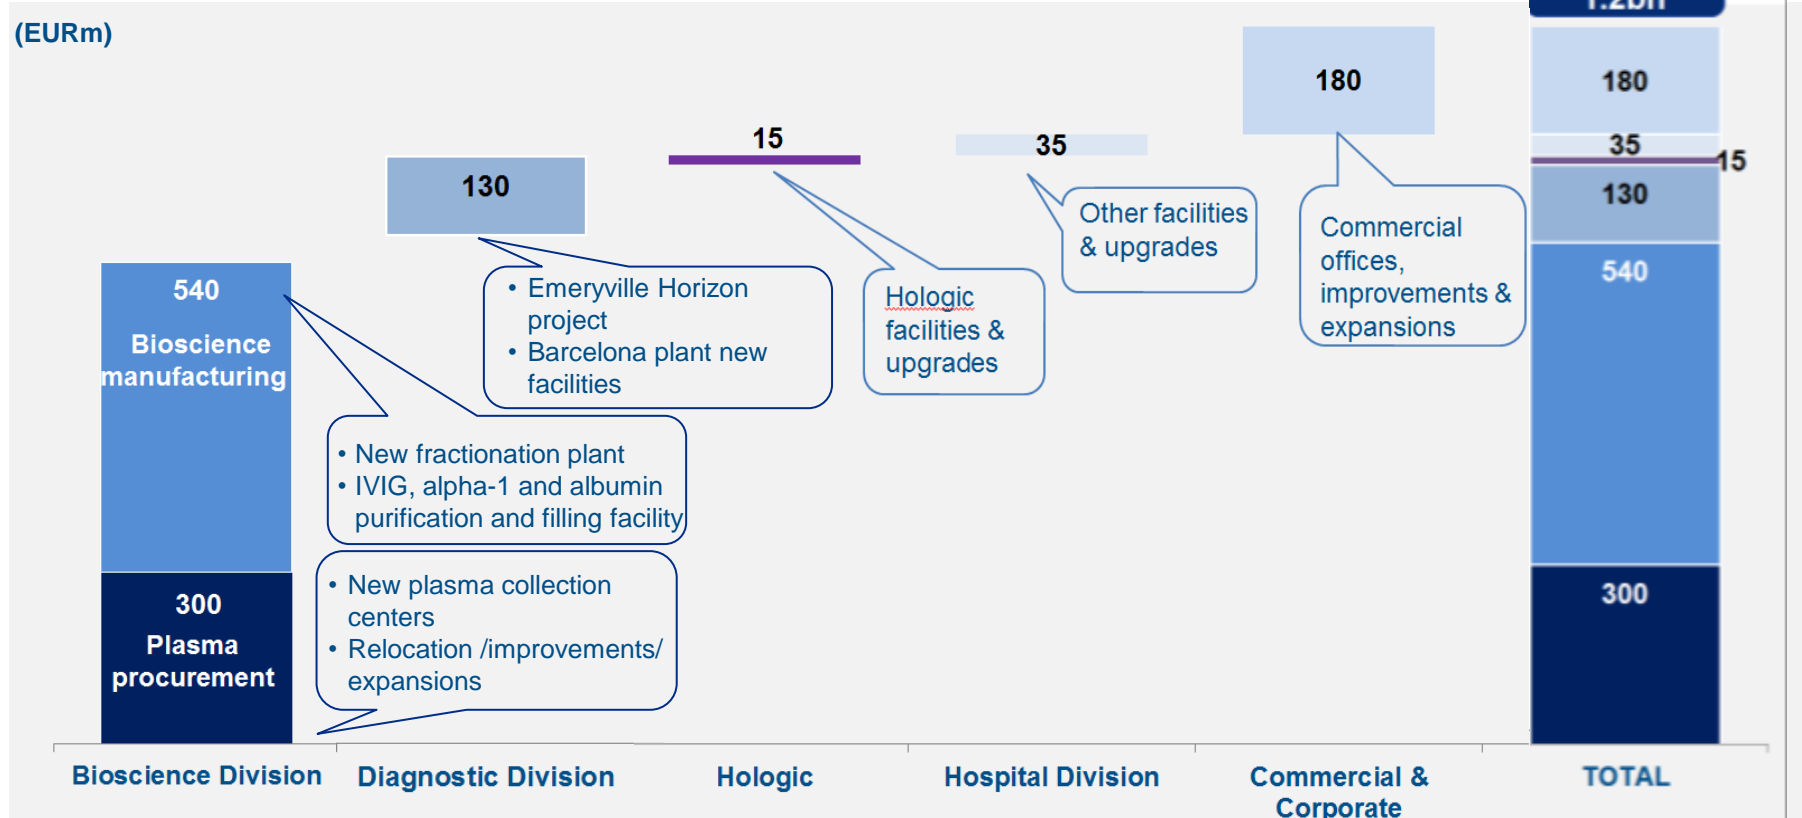 (EURm)
1.2bn
540
Bioscience
manufacturing
300
Plasma
procurement
• New fractionation plant
• IVIG, alpha-1 and albumin
purification and filling facility
• New plasma collection
centers
• Relocation /improvements/
expansions
130
• Emeryville Horizon
project
• Barcelona plant new
facilities
15
Hologic
facilities &
upgrades
35
Other facilities
& upgrades
180
Commercial
offices,
improvements &
expansions
180
35
15
130
540
300
Bioscience Division
Diagnostic Division
Hologic
Hospital Division
Commercial &
Corporate
TOTAL